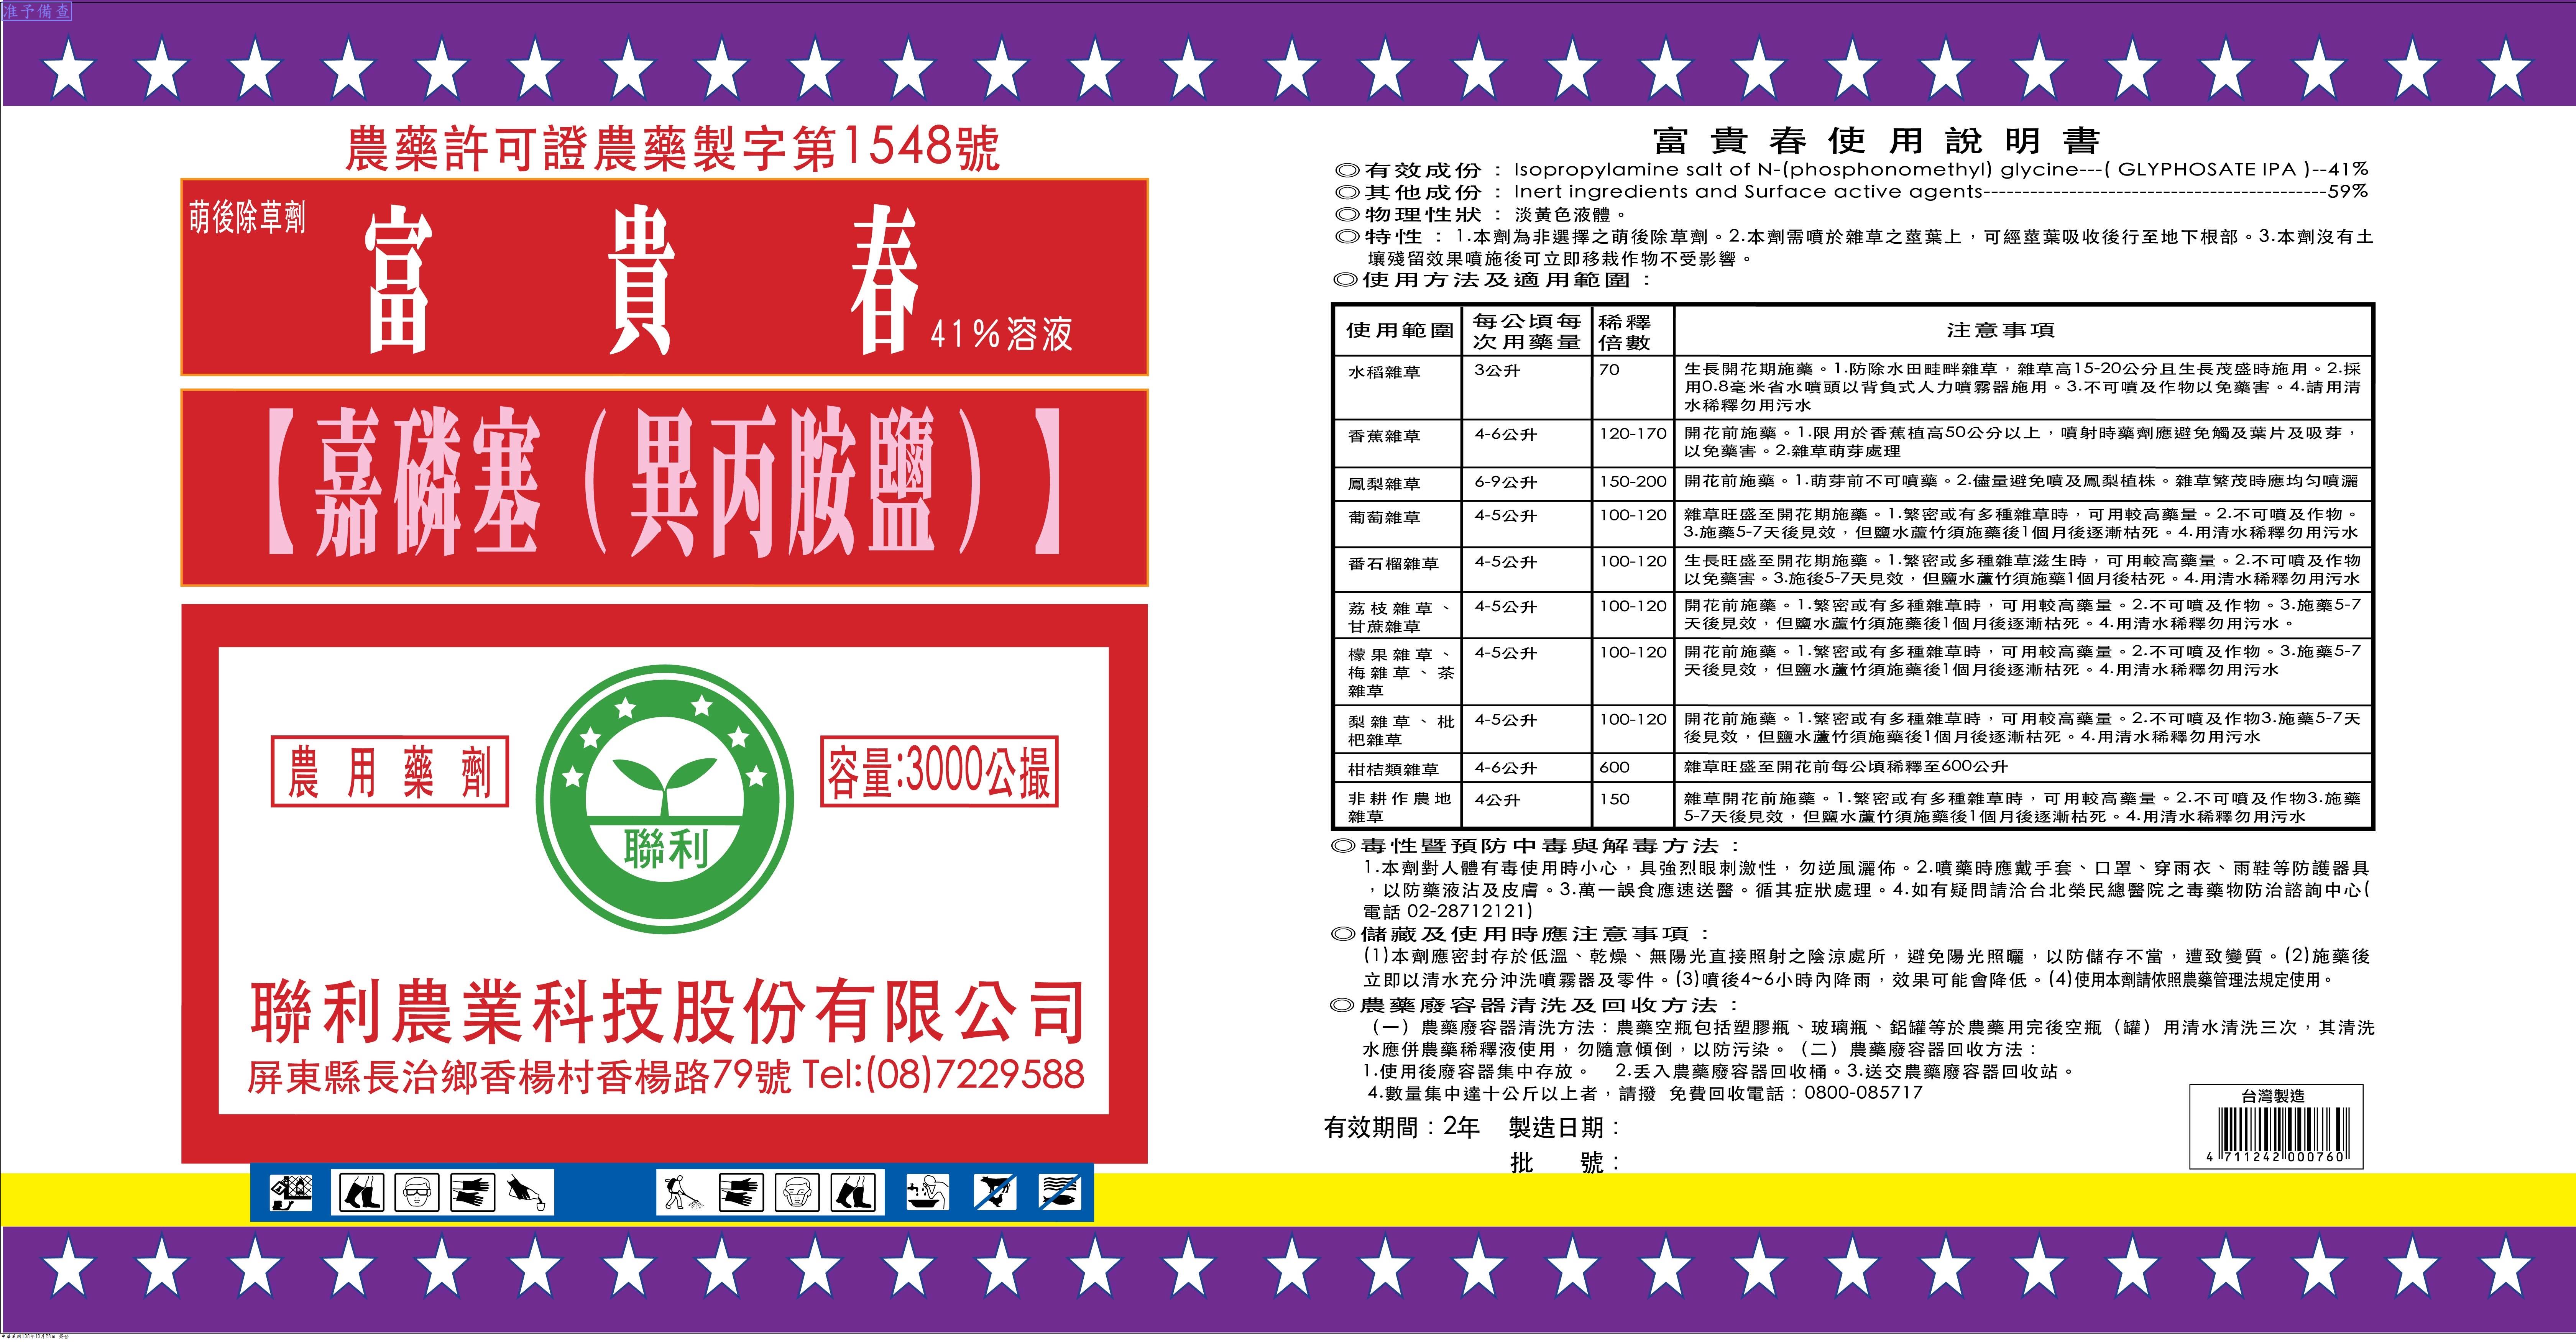 准予備查
農藥許可證農藥製字第1548號
萌後除草劑
富貴春
41%溶液
【嘉磷塞(異丙胺鹽)】
農用藥劑
聯利
容量:3000公撮
聯利農業科技股份有限公司
屏東縣長治鄉香楊村香楊路79號 Tel:(08)7229588
富貴春使用說明書
◎有效成份：Isopropylamine salt of N-(phosphonomethyl) glycine---( GLYPHOSATE IPA )--41%
◎其他成份：Inert ingredients and Surface active agents--------------------------------------------59%
◎物理性狀：淡黃色液體。
◎特性：1.本劑為非選擇之萌後除草劑。2.本劑需噴於雜草之莖葉上，可經莖葉吸收後行至地下根部。3.本劑沒有土
壤殘留效果噴施後可立即移栽作物不受影響。
◎使用方法及適用範圍：
使用範圍 每公頃每次用藥量 稀釋倍數 注意事項
水稻雜草 3公升 70 生長開花期施藥。1.防除水田畦畔雜草，雜草高15-20公分且生長茂盛時施用。2.採
用0.8毫米省水噴頭以背負式人力噴霧器施用。3.不可噴及作物以免藥害。4.請用清
水稀釋勿用污水
香蕉雜草 4-6公升 120-170 開花前施藥。1.限用於香蕉植高50公分以上，噴射時藥劑應避免觸及葉片及吸芽，
以免藥害。2.雜草萌芽處理
鳳梨雜草 6-9公升 150-200 開花前施藥。1.萌芽前不可噴藥。2.儘量避免噴及鳳梨植株。雜草繁茂時應均勻噴灑
葡萄雜草 4-5公升 100-120 雜草旺盛至開花期施藥。1.繁密或有多種雜草時，可用較高藥量。2.不可噴及作物。
3.施藥5-7天後見效，但鹽水蘆竹須施藥後1個月後逐漸枯死。4.用清水稀釋勿用污水
番石榴雜草 4-5公升 100-120 生長旺盛至開花期施藥。1.繁密或多種雜草滋生時，可用較高藥量。2.不可噴及作物
以免藥害。3.施後5-7天見效，但鹽水蘆竹須施藥1個月後枯死。4.用清水稀釋勿用污水
荔枝雜草、 4-5公升 100-120 開花前施藥。1.繁密或有多種雜草時，可用較高藥量。2.不可噴及作物。3.施藥5-7
甘蔗雜草 天後見效，但鹽水蘆竹須施藥後1個月後逐漸枯死。4.用清水稀釋勿用污水。
檬果雜草、 4-5公升 100-120 開花前施藥。1.繁密或有多種雜草時，可用較高藥量。2.不可噴及作物。3.施藥5-7
梅雜草、茶 天後見效，但鹽水蘆竹須施藥後1個月後逐漸枯死。4.用清水稀釋勿用污水
雜草
梨雜草、枇 4-5公升 100-120 開花前施藥。1.繁密或有多種雜草時，可用較高藥量。2.不可噴及作物3.施藥5-7天
杷雜草 後見效，但鹽水蘆竹須施藥後1個月後逐漸枯死。4.用清水稀釋勿用污水
柑桔類雜草 4-6公升 600 雜草旺盛至開花前每公頃稀釋至600公升
非耕作農地 4公升 150 雜草開花前施藥。1.繁密或有多種雜草時，可用較高藥量。2.不可噴及作物3.施藥
雜草 5-7天後見效，但鹽水蘆竹須施藥後1個月後逐漸枯死。4.用清水稀釋勿用污水
◎毒性暨預防中毒與解毒方法：
1.本劑對人體有毒使用時小心，具強烈眼刺激性，勿逆風灑佈。2.噴藥時應戴手套、口罩、穿雨衣、雨鞋等防護器具
，以防藥液沾及皮膚。3.萬一誤食應速送醫。循其症狀處理。4.如有疑問請洽台北榮民總醫院之毒藥物防治諮詢中心(
電話 02-28712121)
◎儲藏及使用時應注意事項：
(1)本劑應密封存於低溫、乾燥、無陽光直接照射之陰涼處所，避免陽光照曬，以防儲存不當，遭致變質。(2)施藥後
立即以清水充分沖洗噴霧器及零件。(3)噴後4~6小時內降雨，效果可能會降低。(4)使用本劑請依照農藥管理法規定使用。
◎農藥廢容器清洗及回收方法：
（一）農藥廢容器清洗方法：農藥空瓶包括塑膠瓶、玻璃瓶、鋁罐等於農藥用完後空瓶（罐）用清水清洗三次，其清洗
水應併農藥稀釋液使用，勿隨意傾倒，以防污染。（二）農藥廢容器回收方法：
1.使用後廢容器集中存放。 2.丟入農藥廢容器回收桶。3.送交農藥廢容器回收站。
4.數量集中達十公斤以上者，請撥 免費回收電話：0800-085717
有效期間：2年 製造日期：
批 號：
台灣製造
4 711242 000760